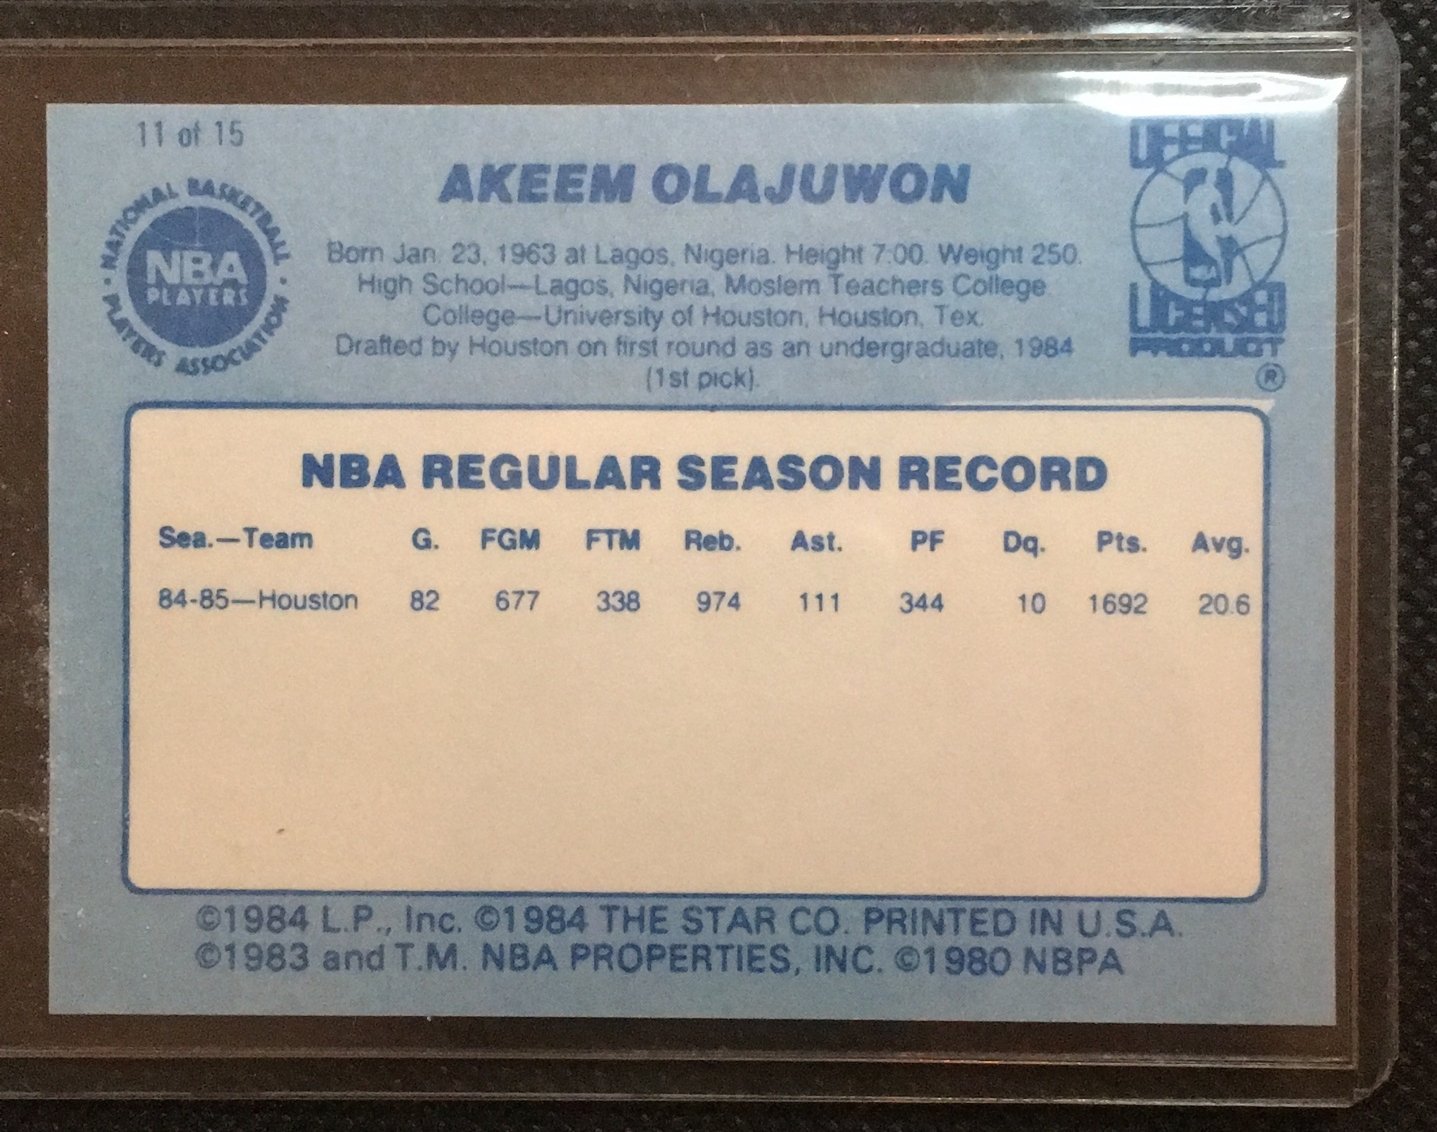 11 of 15
AKEEM OLAJUWON
NATIONAL BASKETBALL
NBA
PLAYERS
PLAYERS ASSOCIATION
OFFICIAL
LICENSED
PRODUCT
®
Born Jan. 23, 1963 at Lagos, Nigeria. Height 7:00. Weight 250.
High School—Lagos, Nigeria, Moslem Teachers College
College—University of Houston, Houston, Tex.
Drafted by Houston on first round as an undergraduate, 1984
(1st pick).
NBA REGULAR SEASON RECORD
Sea.—Team G. FGM FTM Reb. Ast. PF Dq. Pts. Avg.
84-85—Houston 82 677 338 974 111 344 10 1692 20.6
©1984 L.P., Inc. ©1984 THE STAR CO. PRINTED IN U.S.A.
©1983 and T.M. NBA PROPERTIES, INC. ©1980 NBPA